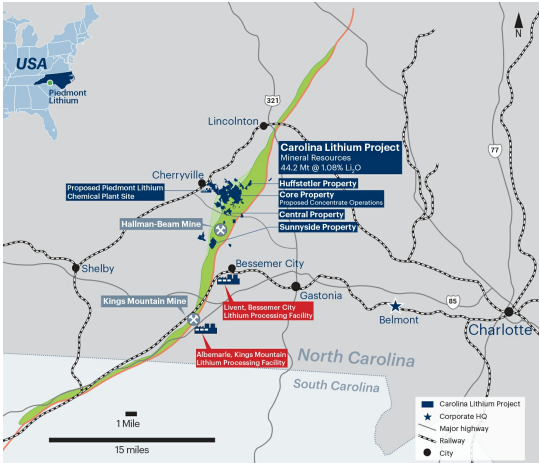 N
USA
Piedmont
Lithium
321
77
Lincolnton
Carolina Lithium Project
Mineral Resources
44.2 Mt @ 1.08% Li₂O
Cherryville
Huffstetler Property
Proposed Piedmont Lithium
Chemical Plant Site
Core Property
Proposed Concentrate Operations
Central Property
Hallman-Beam Mine
Sunnyside Property
Shelby
Bessemer City
Gastonia
Kings Mountain Mine
85
Livent, Bessemer City
Lithium Processing Facility
Belmont
Charlotte
Albemarle, Kings Mountain
Lithium Processing Facility
North Carolina
South Carolina
1 Mile
15 miles
Carolina Lithium Project
Corporate HQ
Major highway
Railway
City